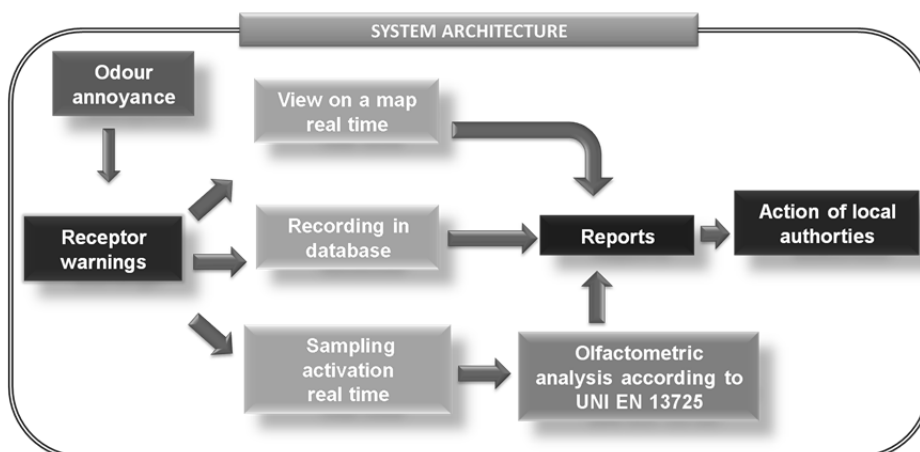 SYSTEM ARCHITECTURE
Odour
annoyance
View on a map
real time
Receptor
warnings
Recording in
database
Reports
Action of local
authorties
Sampling
activation
real time
Olfactometric
analysis according to
UNI EN 13725